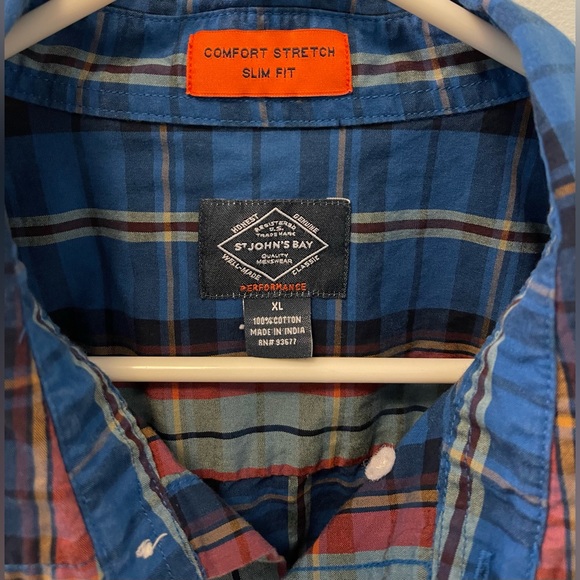 COMFORT STRETCH
SLIM FIT
HONEST GENUINE
REGISTERED
U.S.
TRADE MARK
ST JOHN'S BAY
QUALITY
MENSWEAR
WELL-MADE CLASSIC
PERFORMANCE
XL
100% COTTON
MADE IN INDIA
RN# 93677